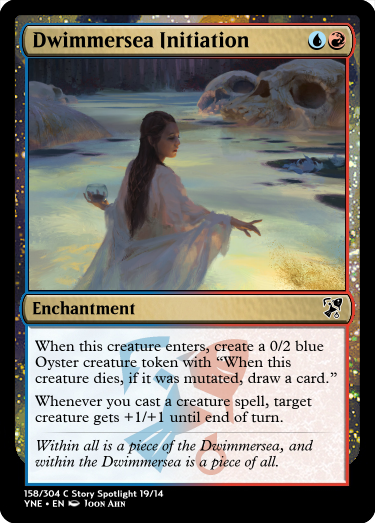 Dwimmersea Initiation
Enchantment
When this creature enters, create a 0/2 blue
Oyster creature token with “When this
creature dies, if it was mutated, draw a card.”
Whenever you cast a creature spell, target
creature gets +1/+1 until end of turn.
Within all is a piece of the Dwimmersea, and
within the Dwimmersea is a piece of all.
158/304 C Story Spotlight 19/14
YNE • EN Joon Ahn